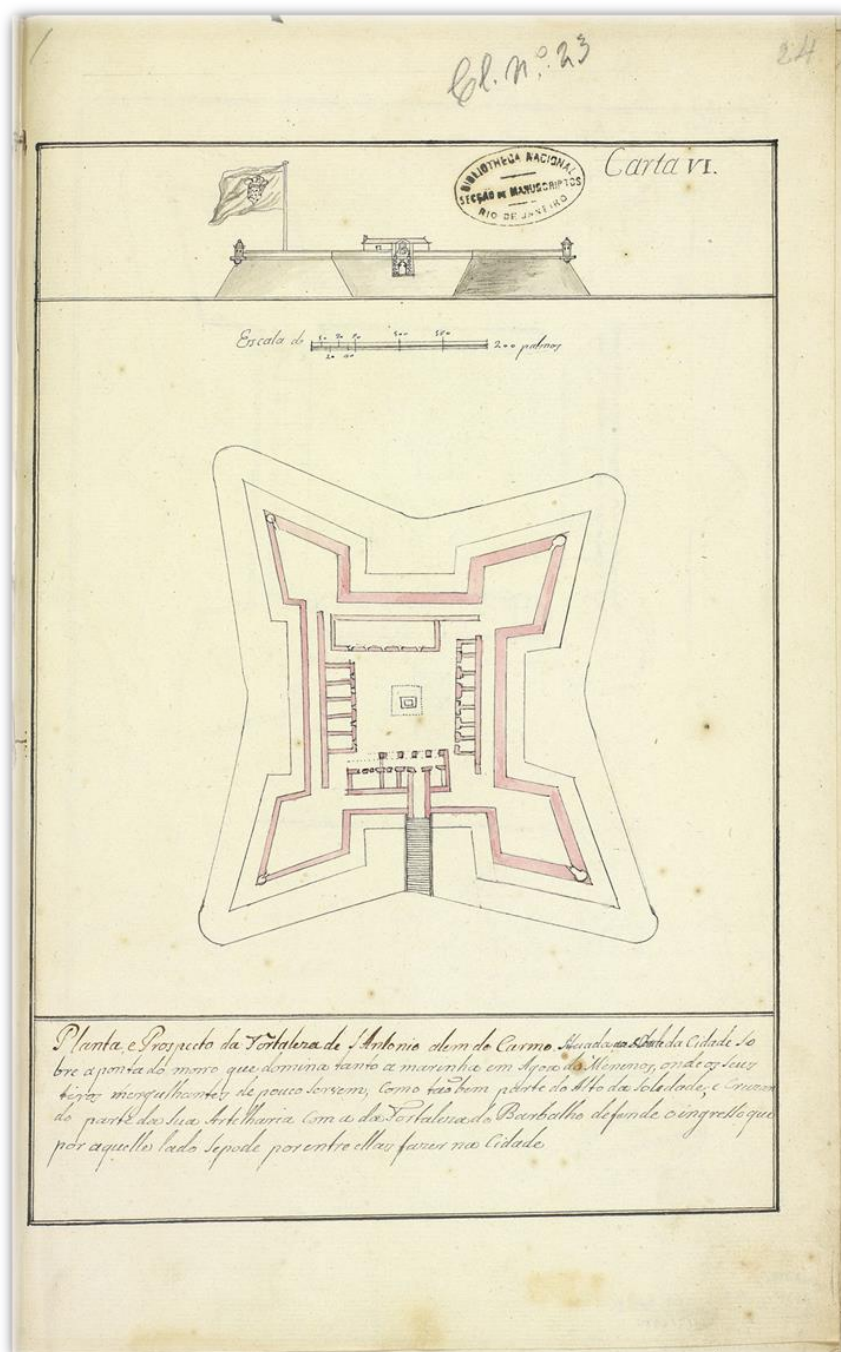 Cl. nº. 23
24
Carta VI.
BIBLIOTHECA NACIONAL
SECÇÃO DE MANUSCRIPTOS
RIO DE JANEIRO
Escala de 200 palmos
Planta, e Prospecto da Fortaleza de S. Antonio alem do Carmo da Cidade so
bre a ponta do morro que domina tanto a marinha em Agoa de Meninos, onde os seus
tiros mergulhantes de pouco servem, como tão bem parte do Alto da Soledade, e Cruzan
do parte da sua Artelharia com a da Fortaleza do Barbalho defende o ingresso que
por aquelle lado se pode por entre ellas fazer na Cidade